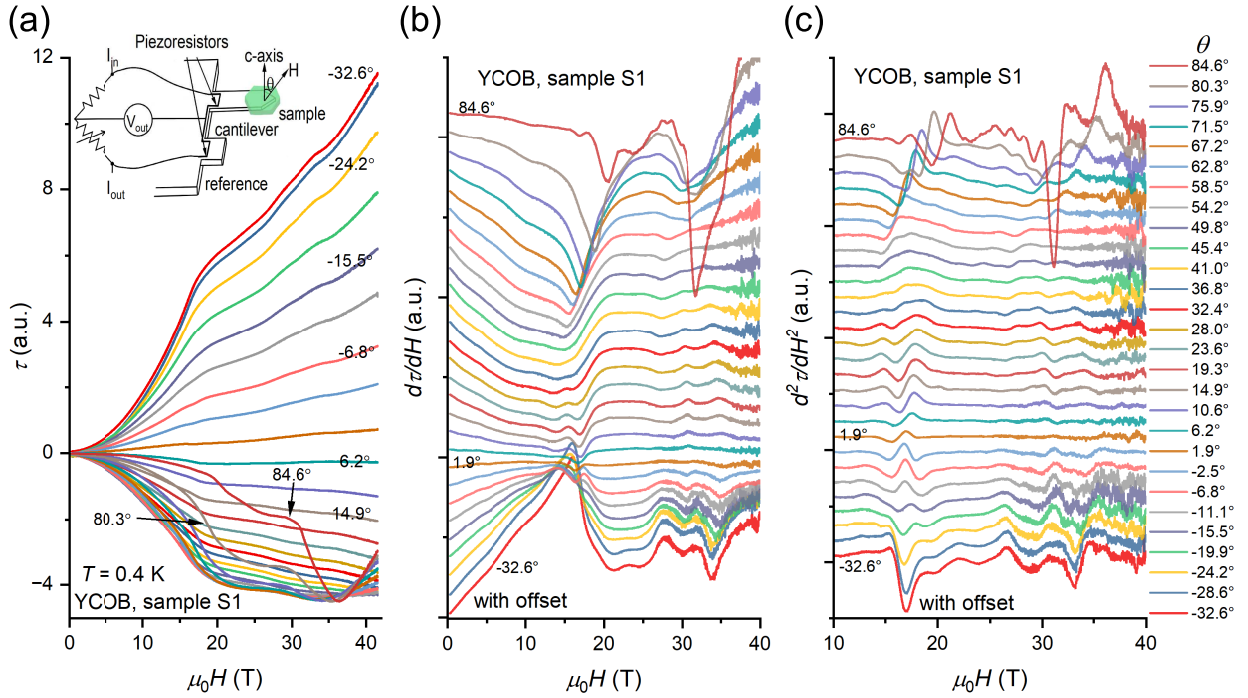 (a)
12
8
4
0
−4
τ (a.u.)
0 10 20 30 40
μ₀H (T)
Piezoresistors
I_in
c-axis
H
θ
sample
V_out
cantilever
I_out
reference
-32.6°
-24.2°
-15.5°
-6.8°
6.2°
84.6°
14.9°
80.3°
T = 0.4 K
YCOB, sample S1
(b)
YCOB, sample S1
84.6°
dτ/dH (a.u.)
1.9°
-32.6°
with offset
0 10 20 30 40
μ₀H (T)
(c)
YCOB, sample S1
84.6°
d²τ/dH² (a.u.)
1.9°
-32.6°
with offset
10 20 30 40
μ₀H (T)
θ
84.6°
80.3°
75.9°
71.5°
67.2°
62.8°
58.5°
54.2°
49.8°
45.4°
41.0°
36.8°
32.4°
28.0°
23.6°
19.3°
14.9°
10.6°
6.2°
1.9°
-2.5°
-6.8°
-11.1°
-15.5°
-19.9°
-24.2°
-28.6°
-32.6°